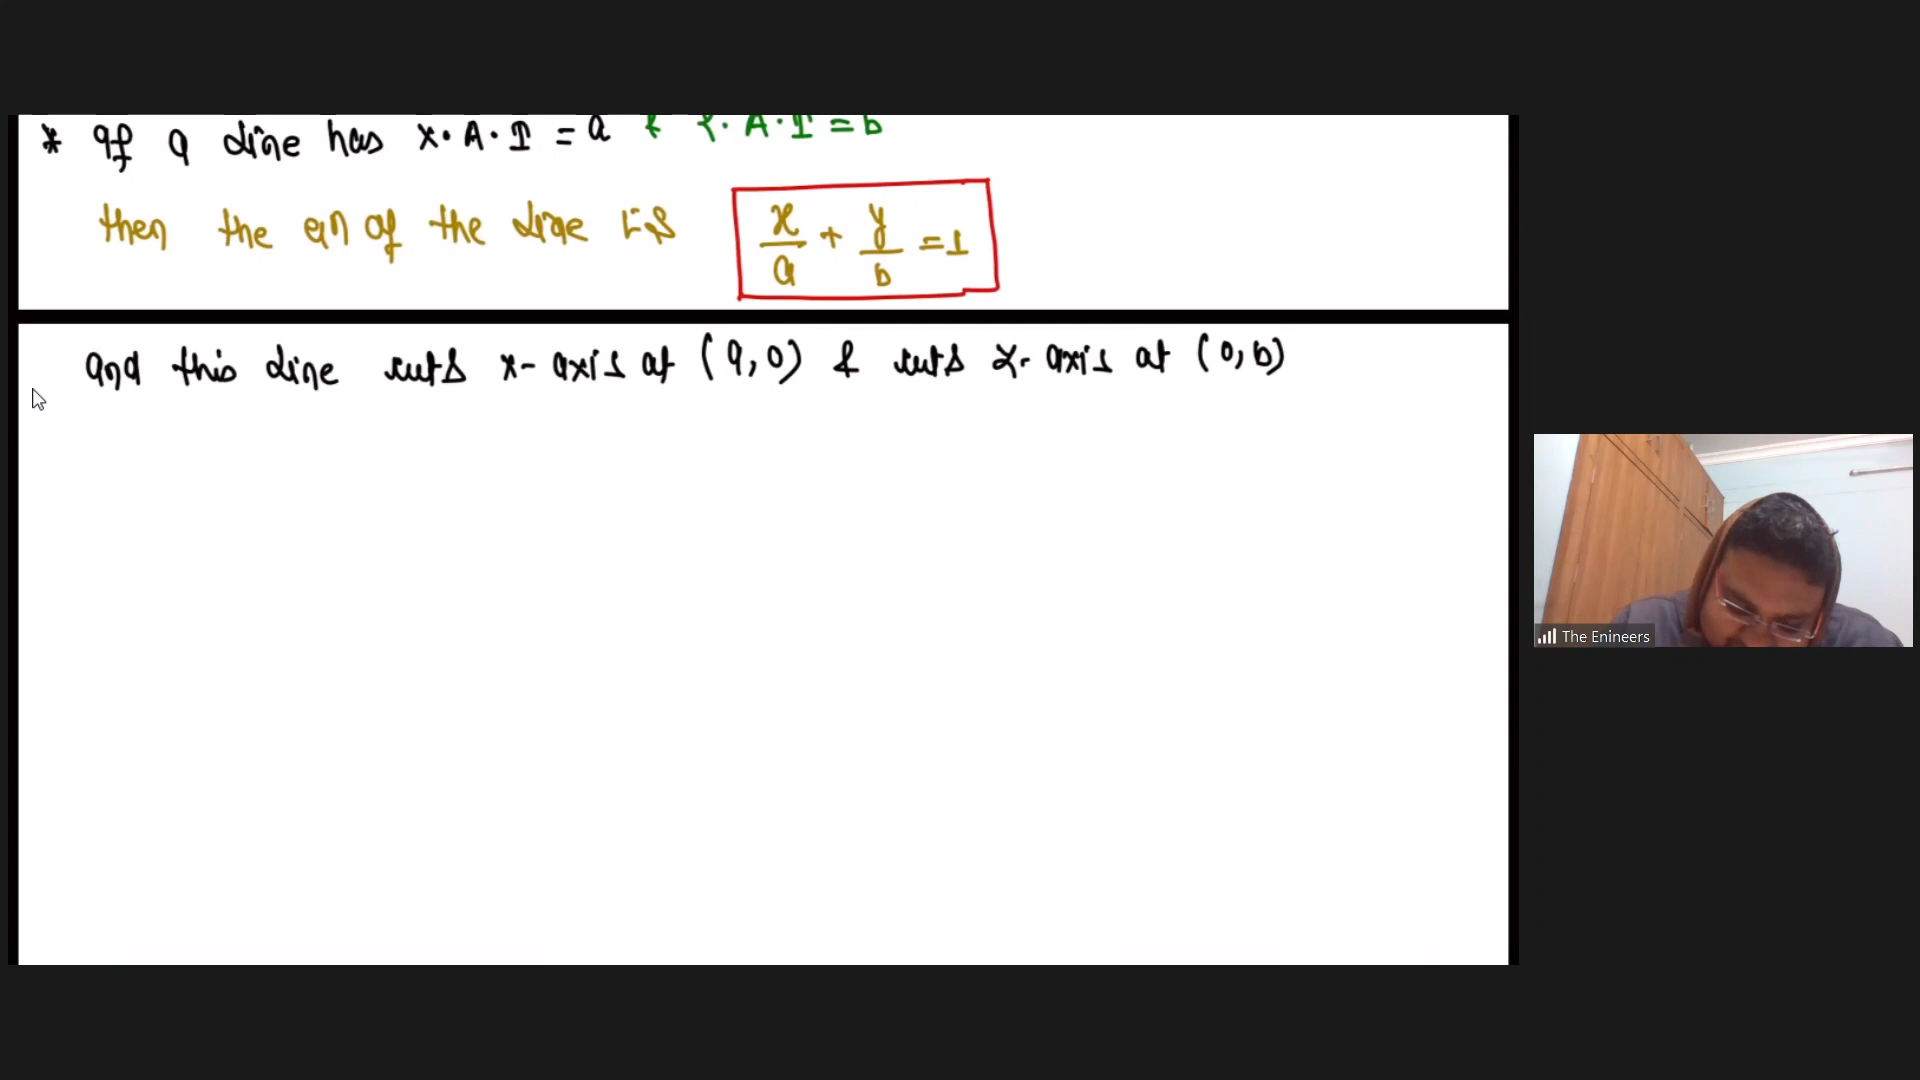 * If a line has X.A.I = a & Y.A.I = b
then the eqn of the line is x/a + y/b = 1
and this line cuts x-axis at (a,0) & cuts Y-axis at (0,b)
The Enineers